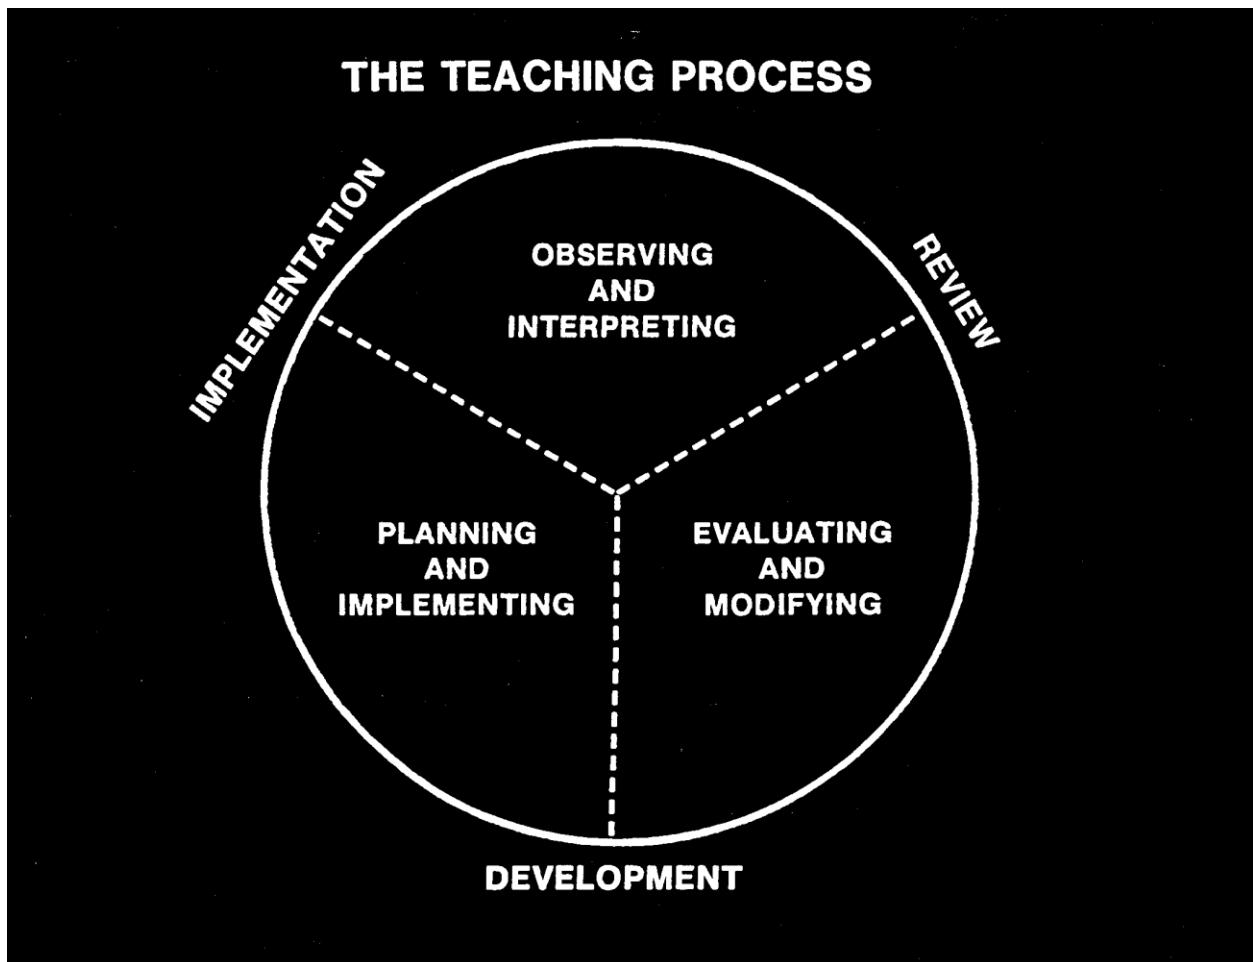 THE TEACHING PROCESS
IMPLEMENTATION
REVIEW
OBSERVING
AND
INTERPRETING
PLANNING
AND
IMPLEMENTING
EVALUATING
AND
MODIFYING
DEVELOPMENT